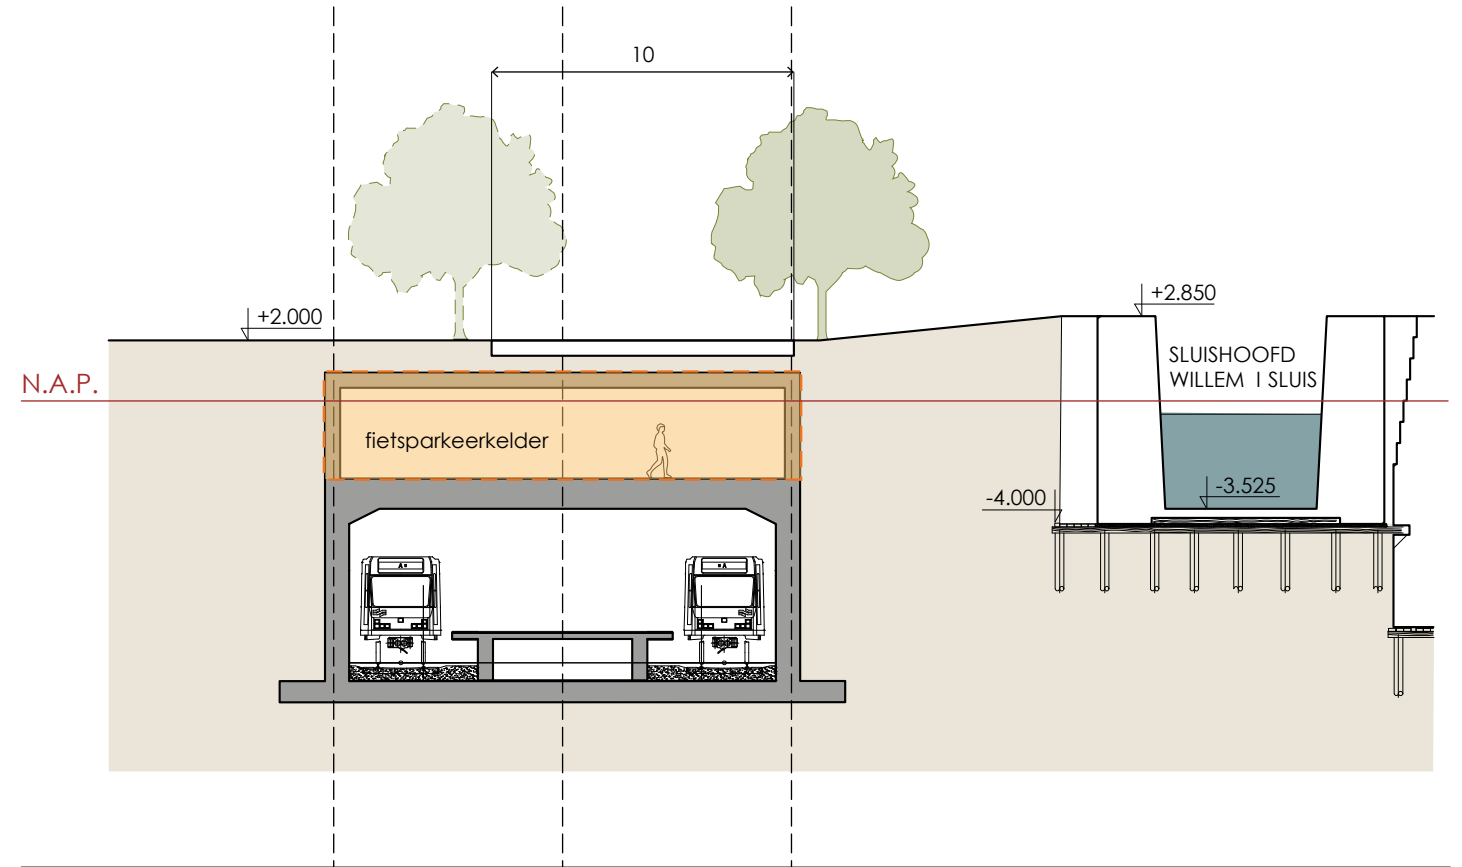 10
+2.000
+2.850
SLUISHOOFD
WILLEM I SLUIS
N.A.P.
fietsparkeerkelder
-3.525
-4.000
A
A